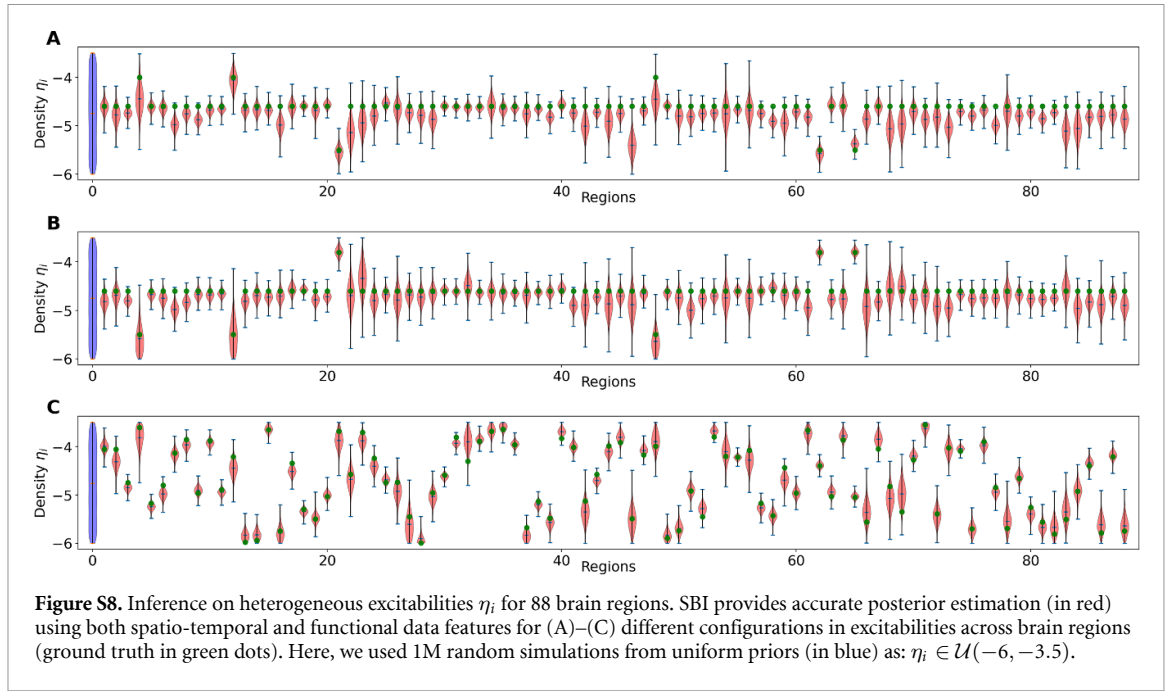 A
Density ηi
−4
−5
−6
0
20
40
60
80
Regions
B
Density ηi
−4
−5
−6
0
20
40
60
80
Regions
C
Density ηi
−4
−5
−6
0
20
40
60
80
Regions
Figure S8. Inference on heterogeneous excitabilities ηi for 88 brain regions. SBI provides accurate posterior estimation (in red)
using both spatio-temporal and functional data features for (A)–(C) different configurations in excitabilities across brain regions
(ground truth in green dots). Here, we used 1M random simulations from uniform priors (in blue) as: ηi ∈ 𝒰(−6, −3.5).